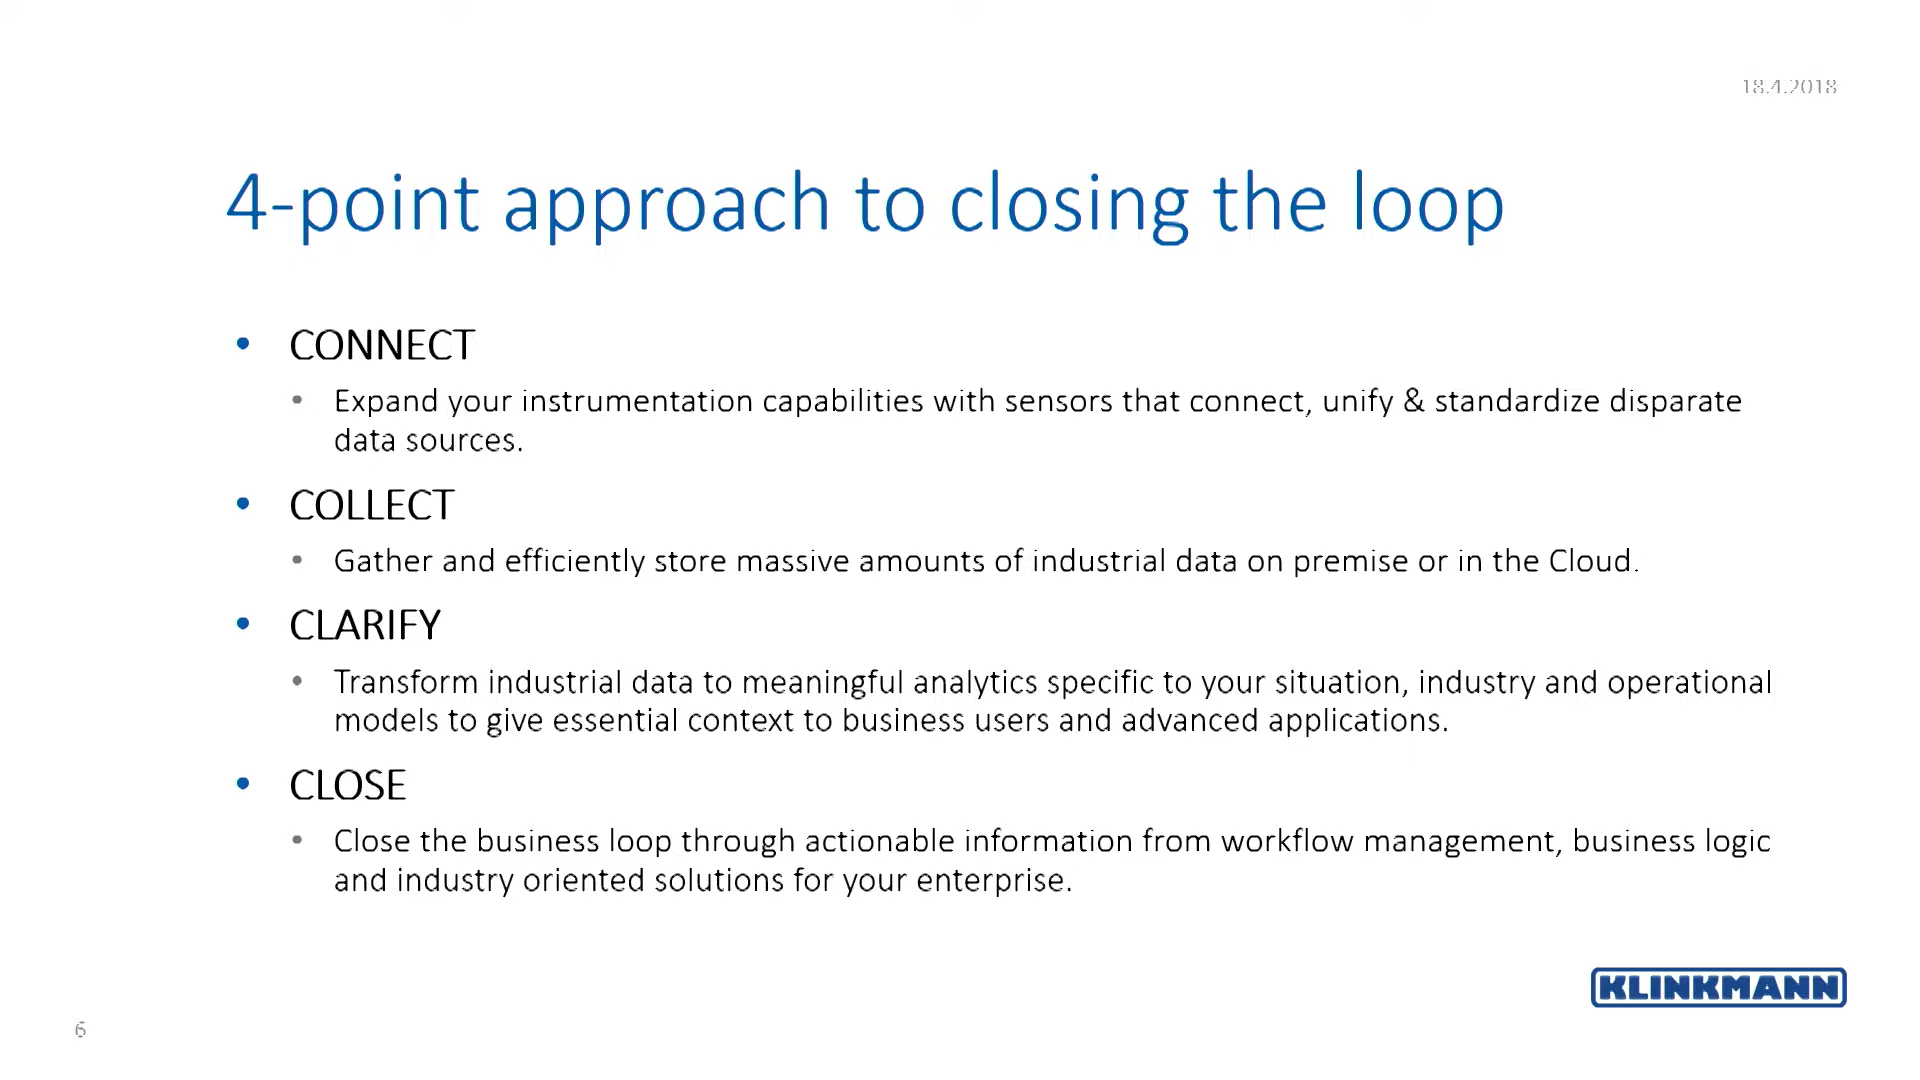 18.4.2018
4-point approach to closing the loop
• CONNECT
• Expand your instrumentation capabilities with sensors that connect, unify & standardize disparate
data sources.
• COLLECT
• Gather and efficiently store massive amounts of industrial data on premise or in the Cloud.
• CLARIFY
• Transform industrial data to meaningful analytics specific to your situation, industry and operational
models to give essential context to business users and advanced applications.
• CLOSE
• Close the business loop through actionable information from workflow management, business logic
and industry oriented solutions for your enterprise.
KLINKMANN
6